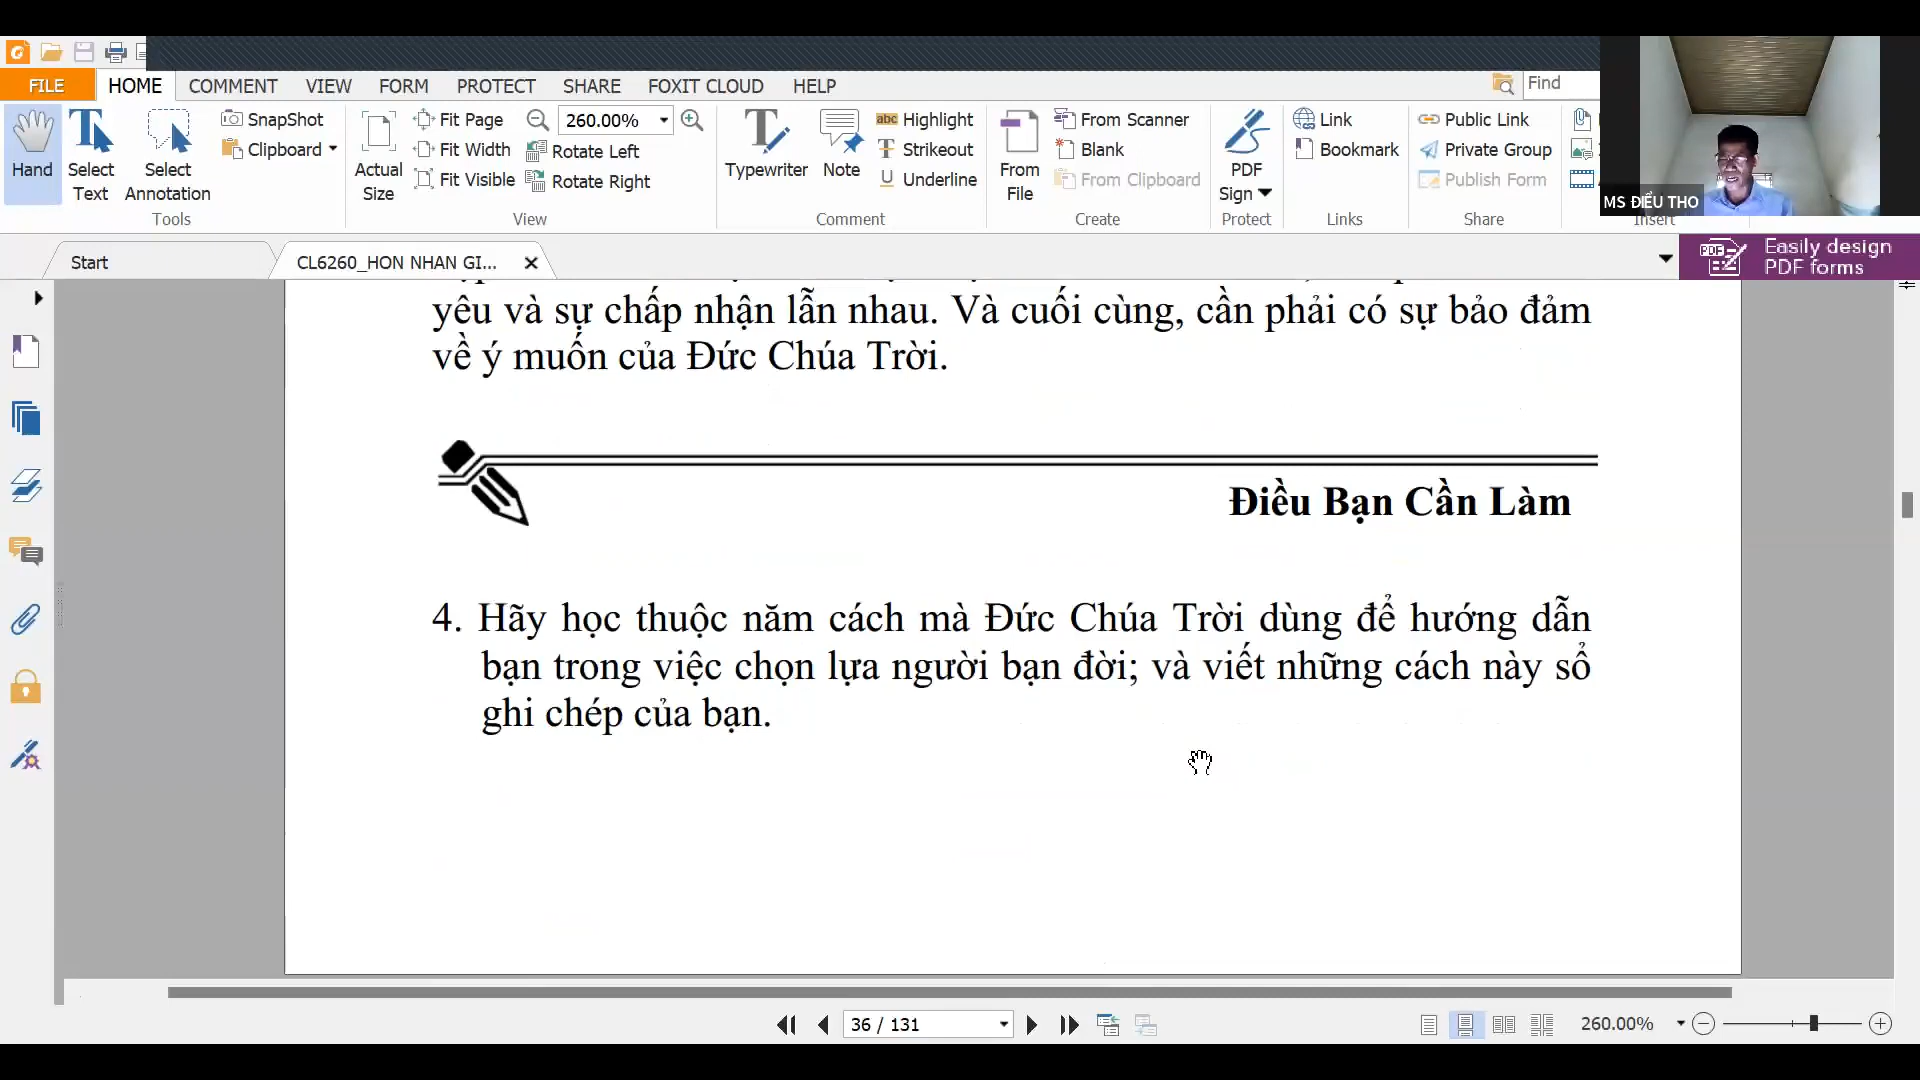 FILE HOME COMMENT VIEW FORM PROTECT SHARE FOXIT CLOUD HELP Find
Hand
Select Text
Select Annotation
SnapShot
Clipboard
Tools
Actual Size
Fit Page
Fit Width
Fit Visible
260.00%
Rotate Left
Rotate Right
View
Typewriter
Note
Highlight
Strikeout
Underline
Comment
From File
From Scanner
Blank
From Clipboard
Create
PDF Sign
Protect
Link
Bookmark
Links
Public Link
Private Group
Publish Form
Share
Insert
MS ĐIỂU THO
Start
CL6260_HON NHAN GI...
PDF
Easily design
PDF forms
yêu và sự chấp nhận lẫn nhau. Và cuối cùng, cần phải có sự bảo đảm
về ý muốn của Đức Chúa Trời.
Điều Bạn Cần Làm
4. Hãy học thuộc năm cách mà Đức Chúa Trời dùng để hướng dẫn
bạn trong việc chọn lựa người bạn đời; và viết những cách này sổ
ghi chép của bạn.
36 / 131
260.00%